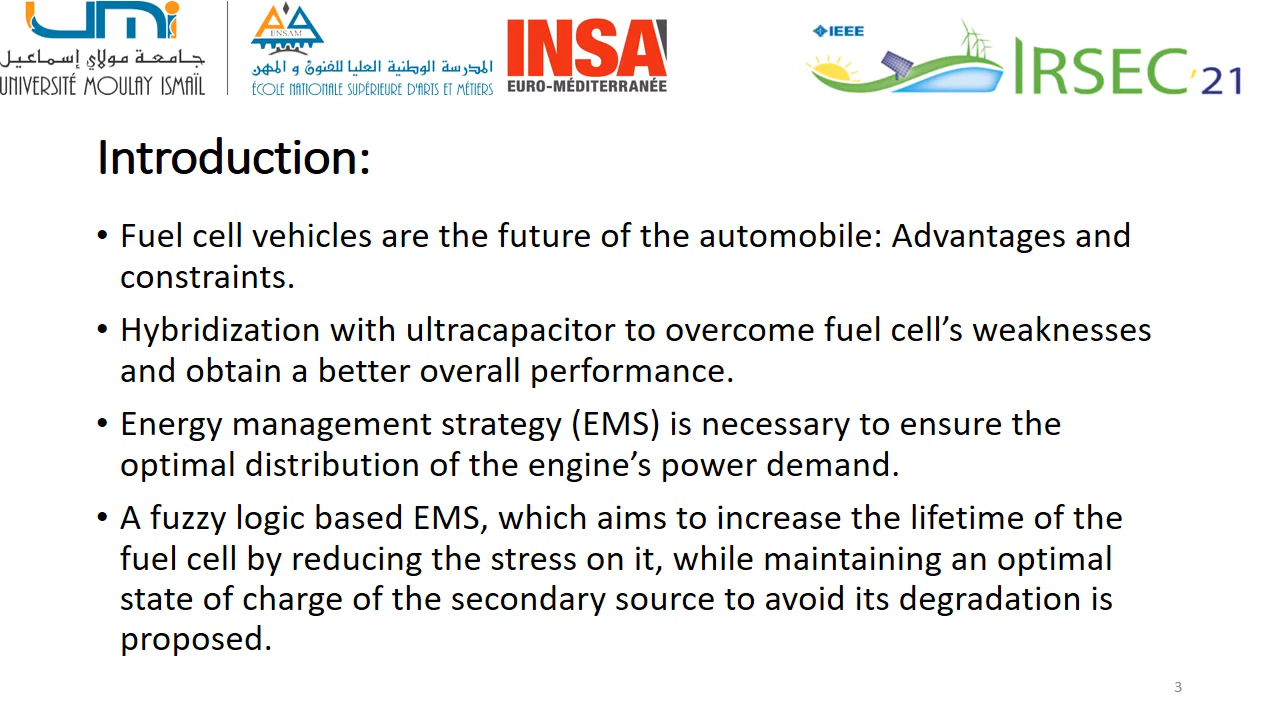 umi
جامعة مولاي إسماعيل
UNIVERSITÉ MOULAY ISMAÏL
ENSAM
المدرسة الوطنية العليا للفنون و المهن
ÉCOLE NATIONALE SUPÉRIEURE D'ARTS ET MÉTIERS
INSA
EURO-MÉDITERRANÉE
IEEE
IRSEC'21
Introduction:
• Fuel cell vehicles are the future of the automobile: Advantages and
constraints.
• Hybridization with ultracapacitor to overcome fuel cell’s weaknesses
and obtain a better overall performance.
• Energy management strategy (EMS) is necessary to ensure the
optimal distribution of the engine’s power demand.
• A fuzzy logic based EMS, which aims to increase the lifetime of the
fuel cell by reducing the stress on it, while maintaining an optimal
state of charge of the secondary source to avoid its degradation is
proposed.
3